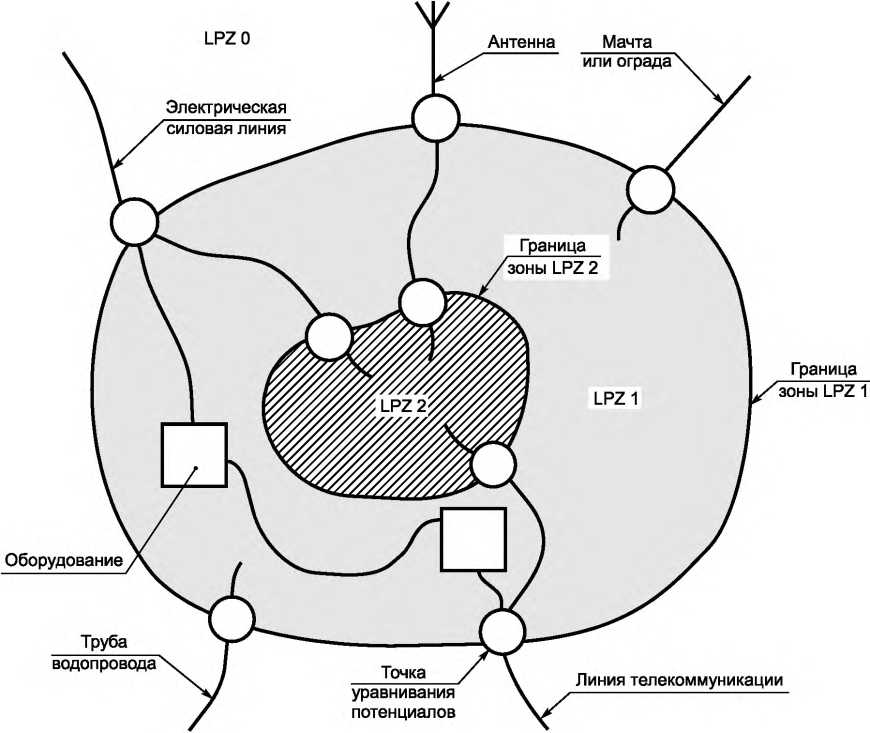 LPZ 0
Антенна
Мачта
или ограда
Электрическая
силовая линия
Граница
зоны LPZ 2
Граница
зоны LPZ 1
LPZ 1
LPZ 2
Оборудование
Труба
водопровода
Точка
уравнивания
потенциалов
Линия телекоммуникации